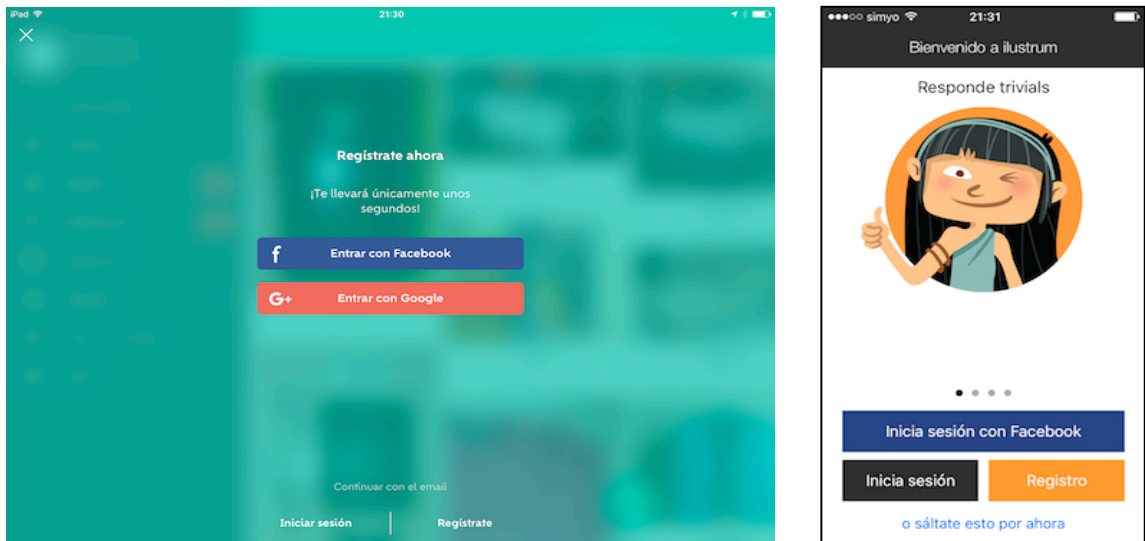 iPad
21:30
Regístrate ahora
¡Te llevará únicamente unos
segundos!
f Entrar con Facebook
G+ Entrar con Google
Continuar con el email
Iniciar sesión
Regístrate
simyo
21:31
Bienvenido a ilustrum
Responde trivials
Inicia sesión con Facebook
Inicia sesión
Registro
o sáltate esto por ahora